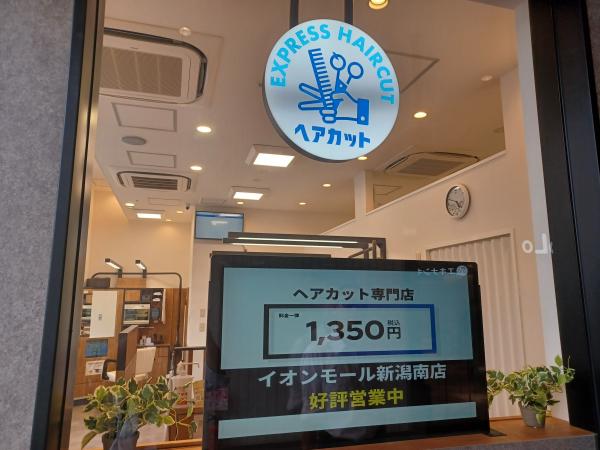 EXPRESS HAIRCUT
ヘアカット
ヘアカット専門店
料金一律
1,350円
税込
イオンモール新潟南店
好評営業中
Lo